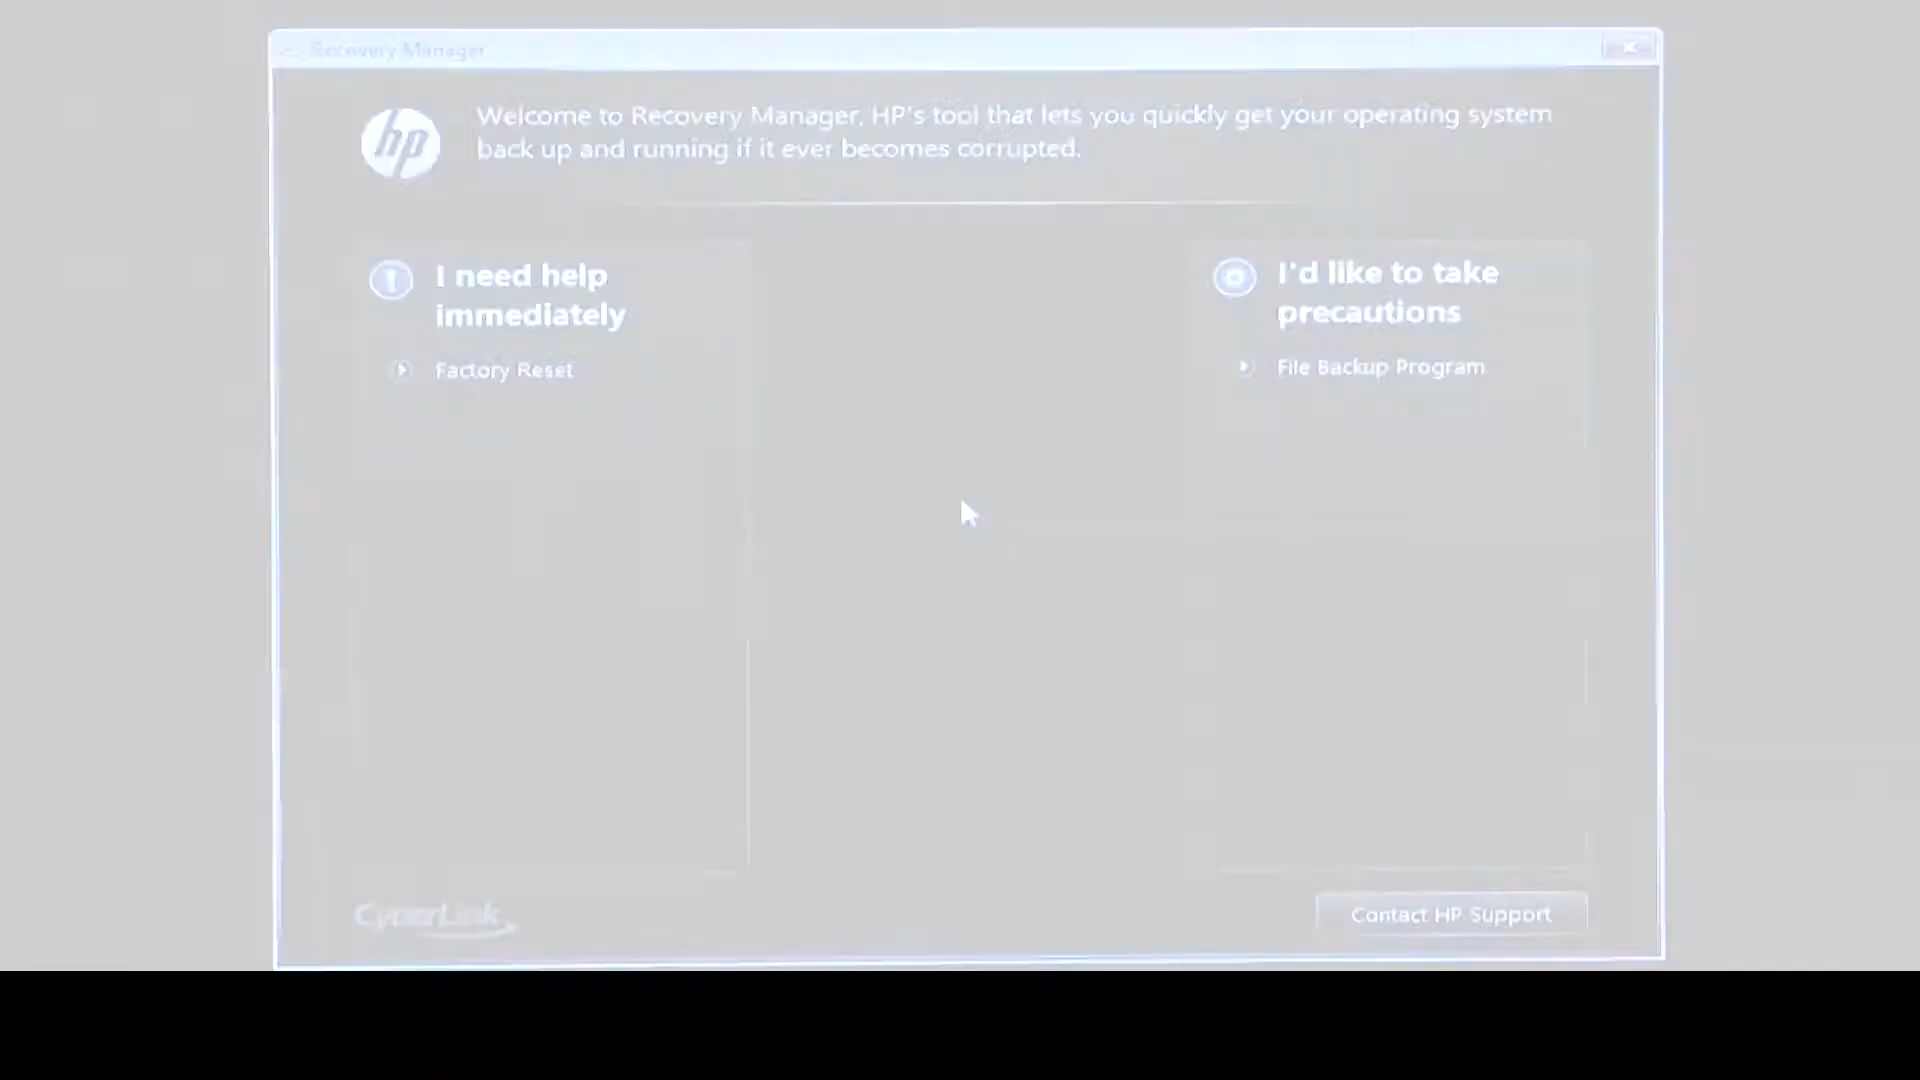 Recovery Manager
hp
Welcome to Recovery Manager, HP's tool that lets you quickly get your operating system
back up and running if it ever becomes corrupted.
I need help
immediately
Factory Reset
I'd like to take
precautions
File Backup Program
CyberLink
Contact HP Support